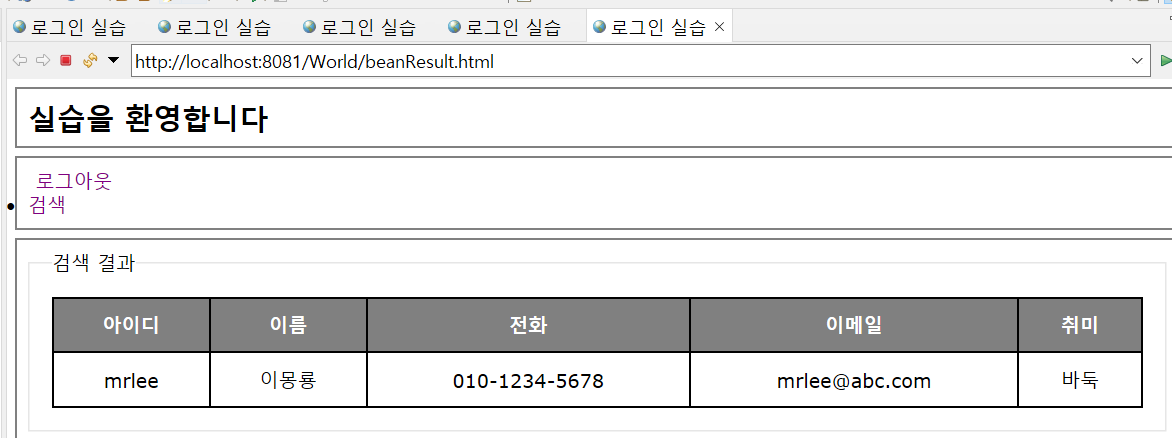 로그인 실습 로그인 실습 로그인 실습 로그인 실습 로그인 실습
http://localhost:8081/World/beanResult.html
실습을 환영합니다
로그아웃
검색
검색 결과
아이디 이름 전화 이메일 취미
mrlee 이몽룡 010-1234-5678 mrlee@abc.com 바둑